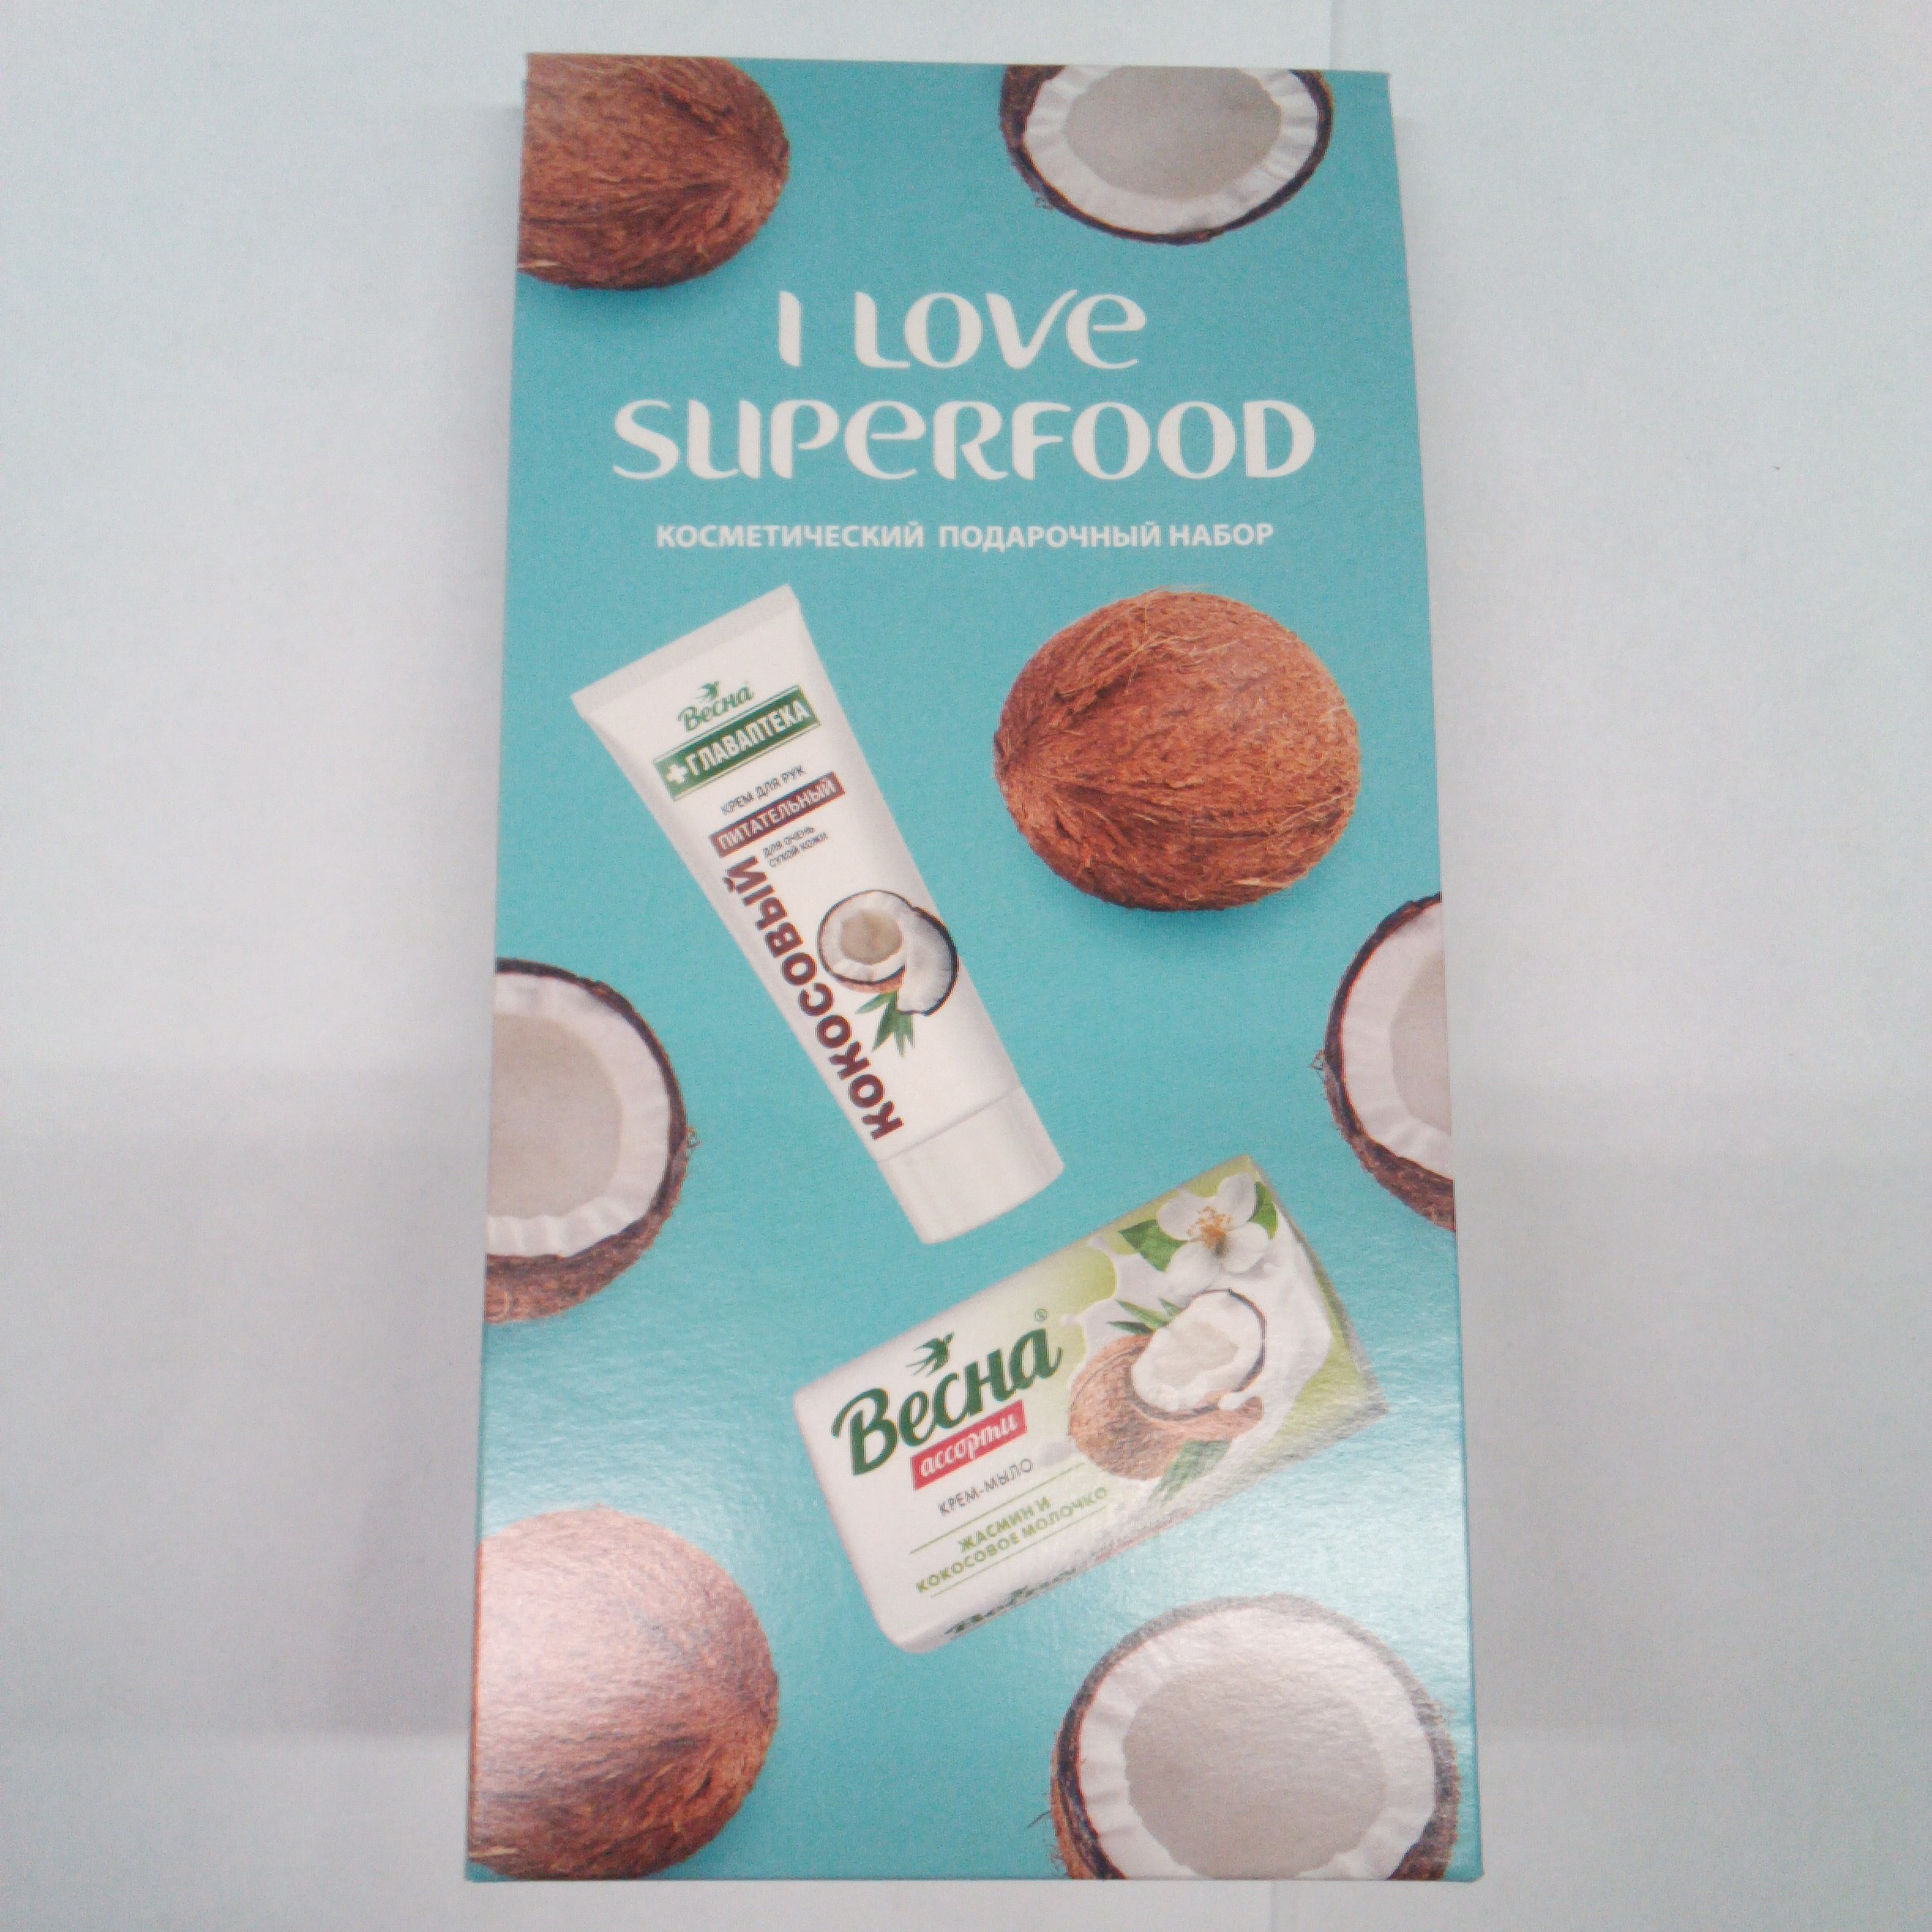 I LOVE
SUPERFOOD
КОСМЕТИЧЕСКИЙ ПОДАРОЧНЫЙ НАБОР
Весна
ГЛАВАПТЕКА
КРЕМ ДЛЯ РУК
ПИТАТЕЛЬНЫЙ
ДЛЯ ОЧЕНЬ
СУХОЙ КОЖИ
КОКОСОВЫЙ
Весна®
ассорти
КРЕМ-МЫЛО
ЖАСМИН И
КОКОСОВОЕ МОЛОЧКО